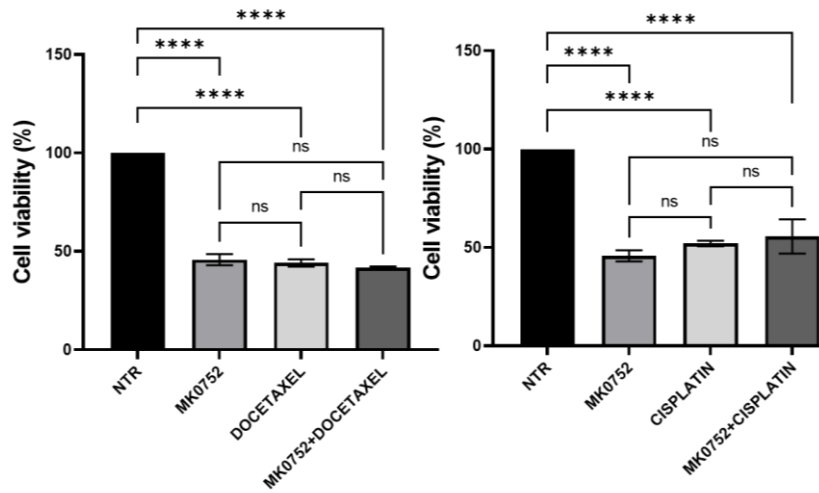 ****
****
****
ns
ns
ns
Cell viability (%)
150
100
50
0
NTR
MK0752
DOCETAXEL
MK0752+DOCETAXEL
****
****
****
ns
ns
ns
Cell viability (%)
150
100
50
0
NTR
MK0752
CISPLATIN
MK0752+CISPLATIN